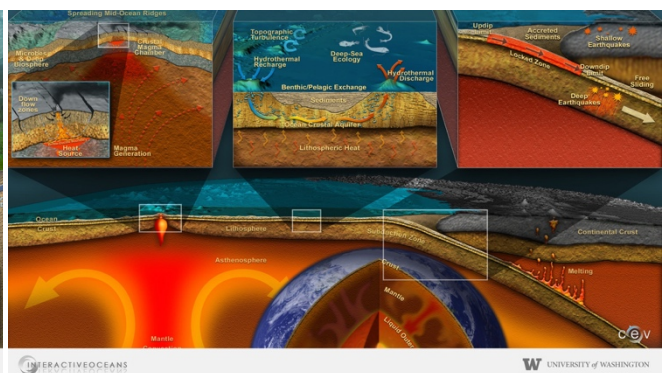 Spreading Mid-Ocean Ridges
Crustal
Magma
Chamber
Microbes
& Deep
Biosphere
Down
flow
Zones
Heat
Source
Magma
Generation
Topographic
Turbulence
Hydrothermal
Recharge
Deep-Sea
Ecology
Hydrothermal
Discharge
Benthic/Pelagic Exchange
Sediments
Ocean Crustal Aquifer
Lithospheric Heat
Updip
Limit
Accreted
Sediments
Shallow
Earthquakes
Locked Zone
Downdip
Limit
Free
Sliding
Deep
Earthquakes
Ocean
Crust
Lithosphere
Subduction Zone
Continental Crust
Asthenosphere
Melting
Mantle
Crust
Mantle
Liquid Outer
cev
INTERACTIVEOCEANS
W UNIVERSITY of WASHINGTON